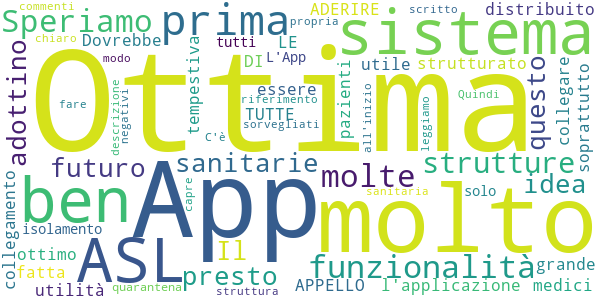 commenti
Speriamo
chiaro
Dovrebbe
prima
propria
tutti
L'App
LE
DI
ADERIRE
scritto
distribuito
sistema
strutturato
utile
Ottima
modo
adottino
fare
descrizione
negativi
tempestiva
essere
riferimento
TUTTE
sorvegliati
C'è
pazienti
all'inizio
leggiamo
Quindi
questo
collegare
soprattutto
futuro
sanitarie
molte
strutture
solo
idea
sanitaria
ben
App
capre
molto
collegamento
isolamento
ottimo
fatta
utilità
ASL
Il
presto
quarantena
struttura
funzionalità
grande
APPELLO
l'applicazione
medici